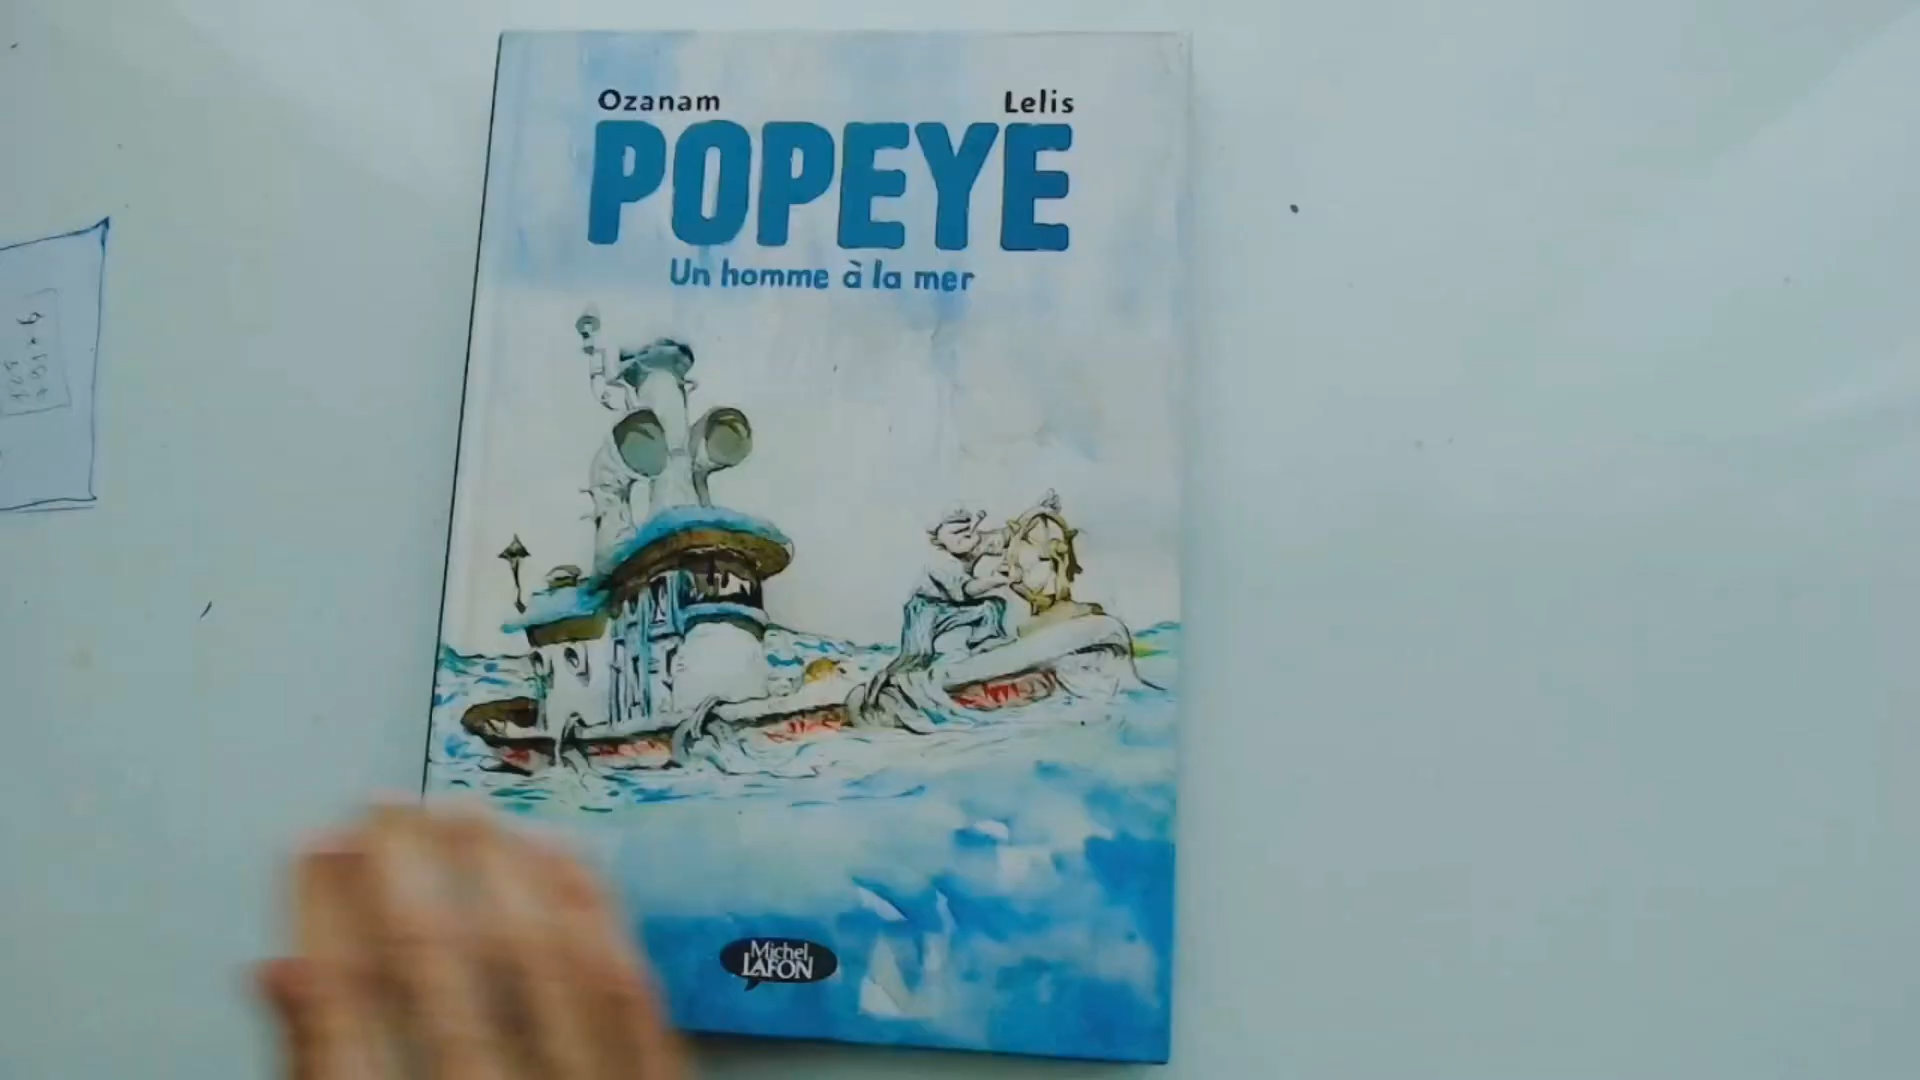 Ozanam Lelis
POPEYE
Un homme à la mer
Michel
LAFON